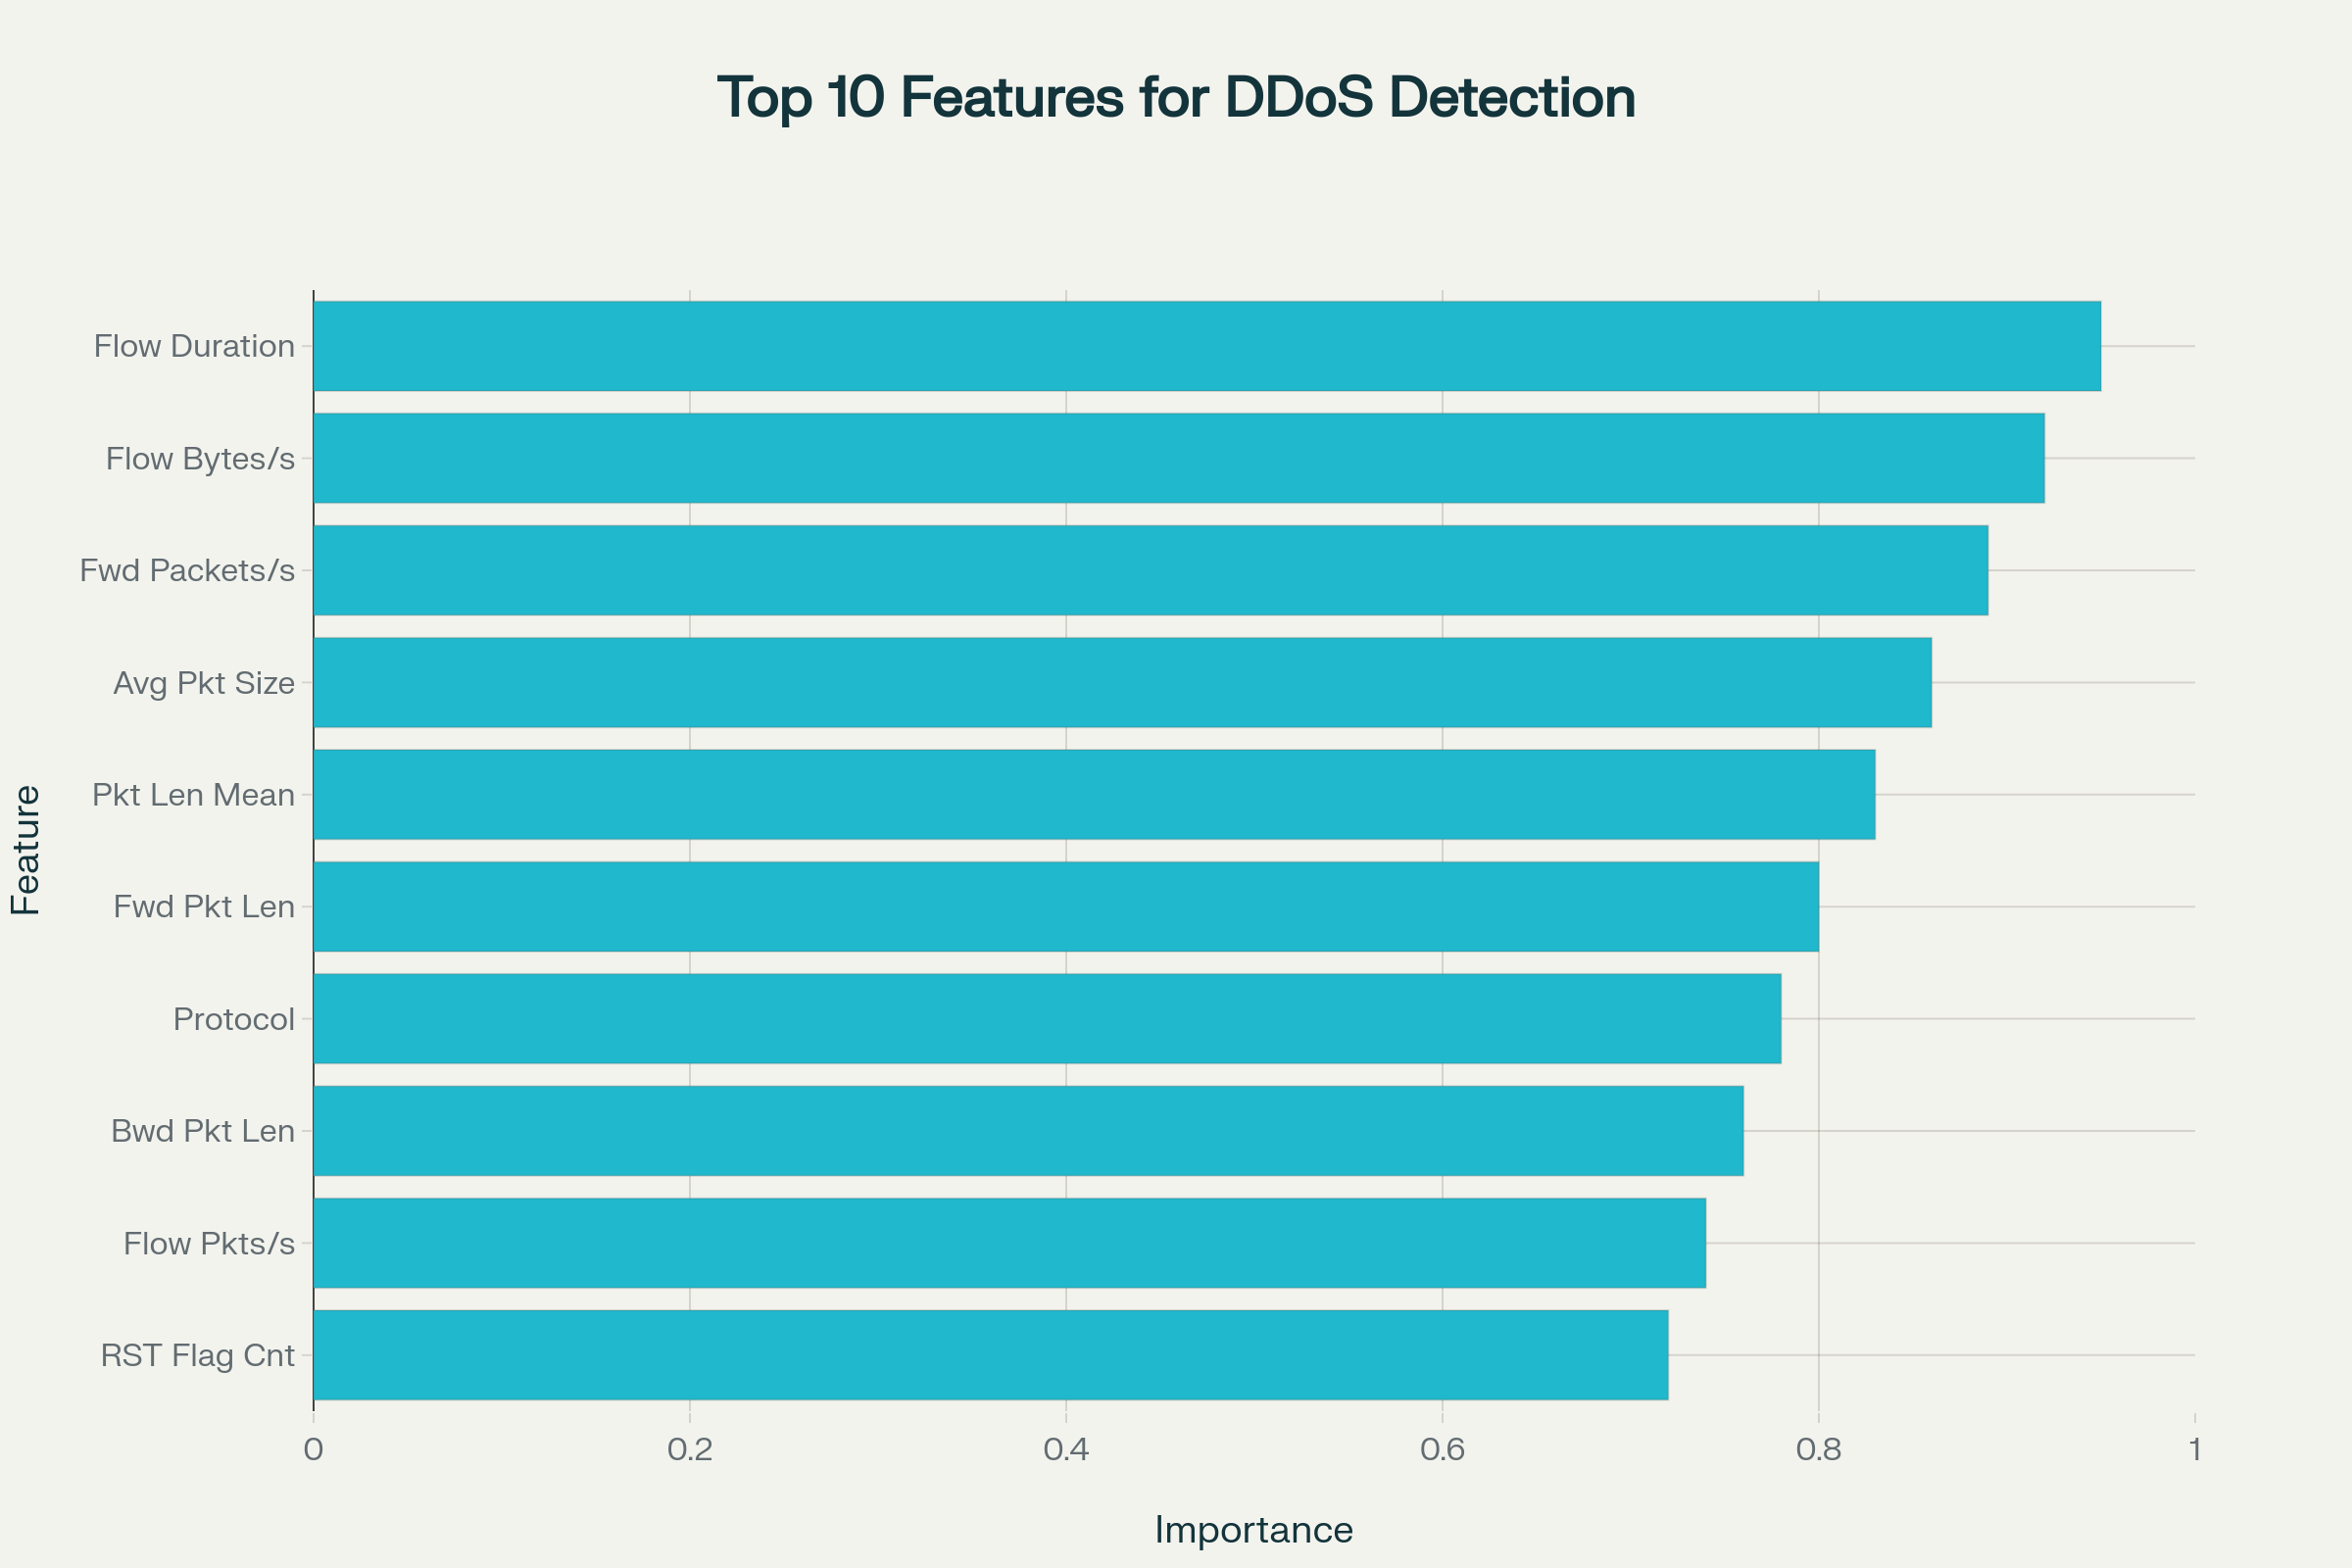 Top 10 Features for DDoS Detection
Feature
Flow Duration
Flow Bytes/s
Fwd Packets/s
Avg Pkt Size
Pkt Len Mean
Fwd Pkt Len
Protocol
Bwd Pkt Len
Flow Pkts/s
RST Flag Cnt
0 0.2 0.4 0.6 0.8 1
Importance